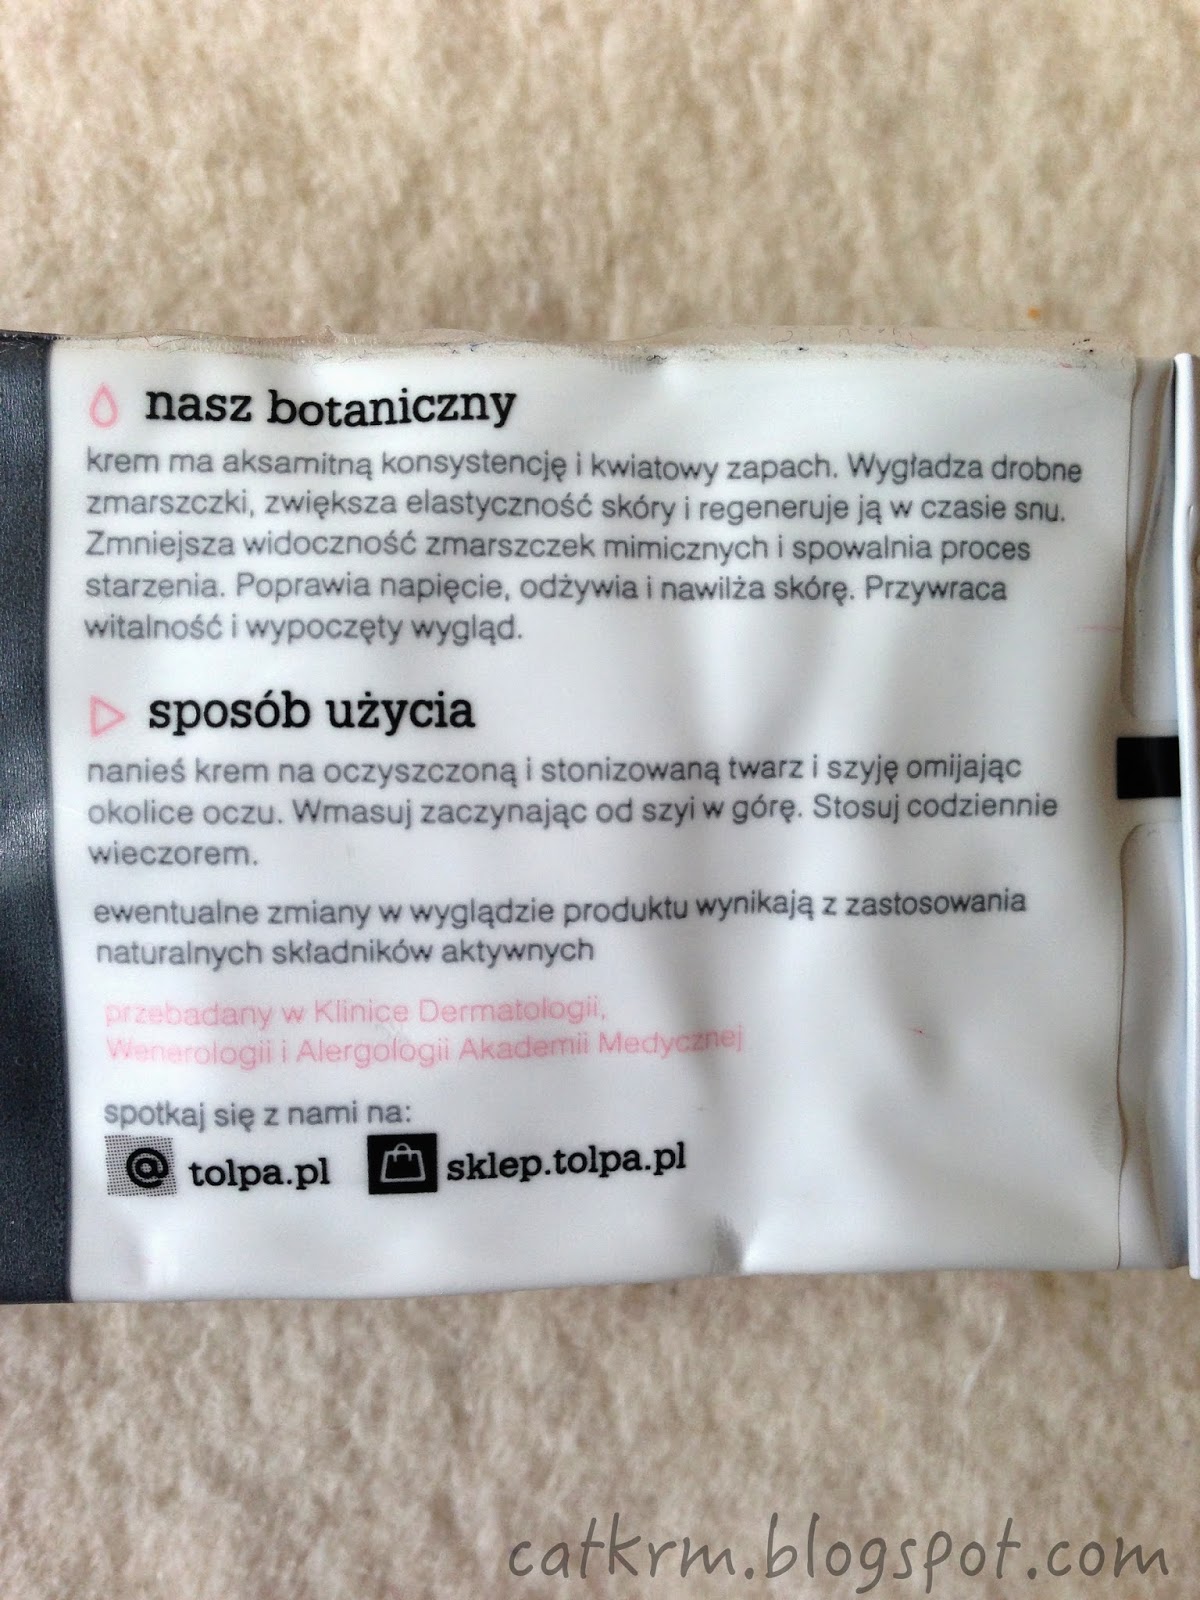 nasz botaniczny
krem ma aksamitną konsystencję i kwiatowy zapach. Wygładza drobne
zmarszczki, zwiększa elastyczność skóry i regeneruje ją w czasie snu.
Zmniejsza widoczność zmarszczek mimicznych i spowalnia proces
starzenia. Poprawia napięcie, odżywia i nawilża skórę. Przywraca
witalność i wypoczęty wygląd.
sposób użycia
nanieś krem na oczyszczoną i stonizowaną twarz i szyję omijając
okolice oczu. Wmasuj zaczynając od szyi w górę. Stosuj codziennie
wieczorem.
ewentualne zmiany w wyglądzie produktu wynikają z zastosowania
naturalnych składników aktywnych
przebadany w Klinice Dermatologii,
Wenerologii i Alergologii Akademii Medycznej
spotkaj się z nami na:
@ tolpa.pl sklep.tolpa.pl
catkrm.blogspot.com